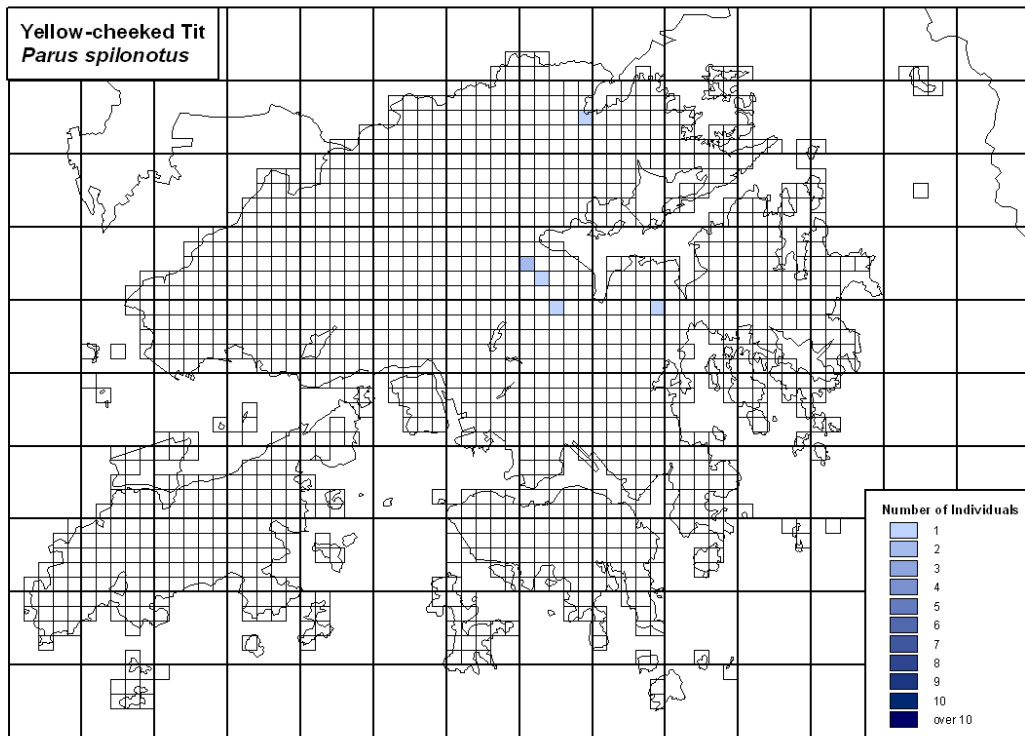 Yellow-cheeked Tit
Parus spilonotus
Number of Individuals
1
2
3
4
5
6
7
8
9
10
over 10